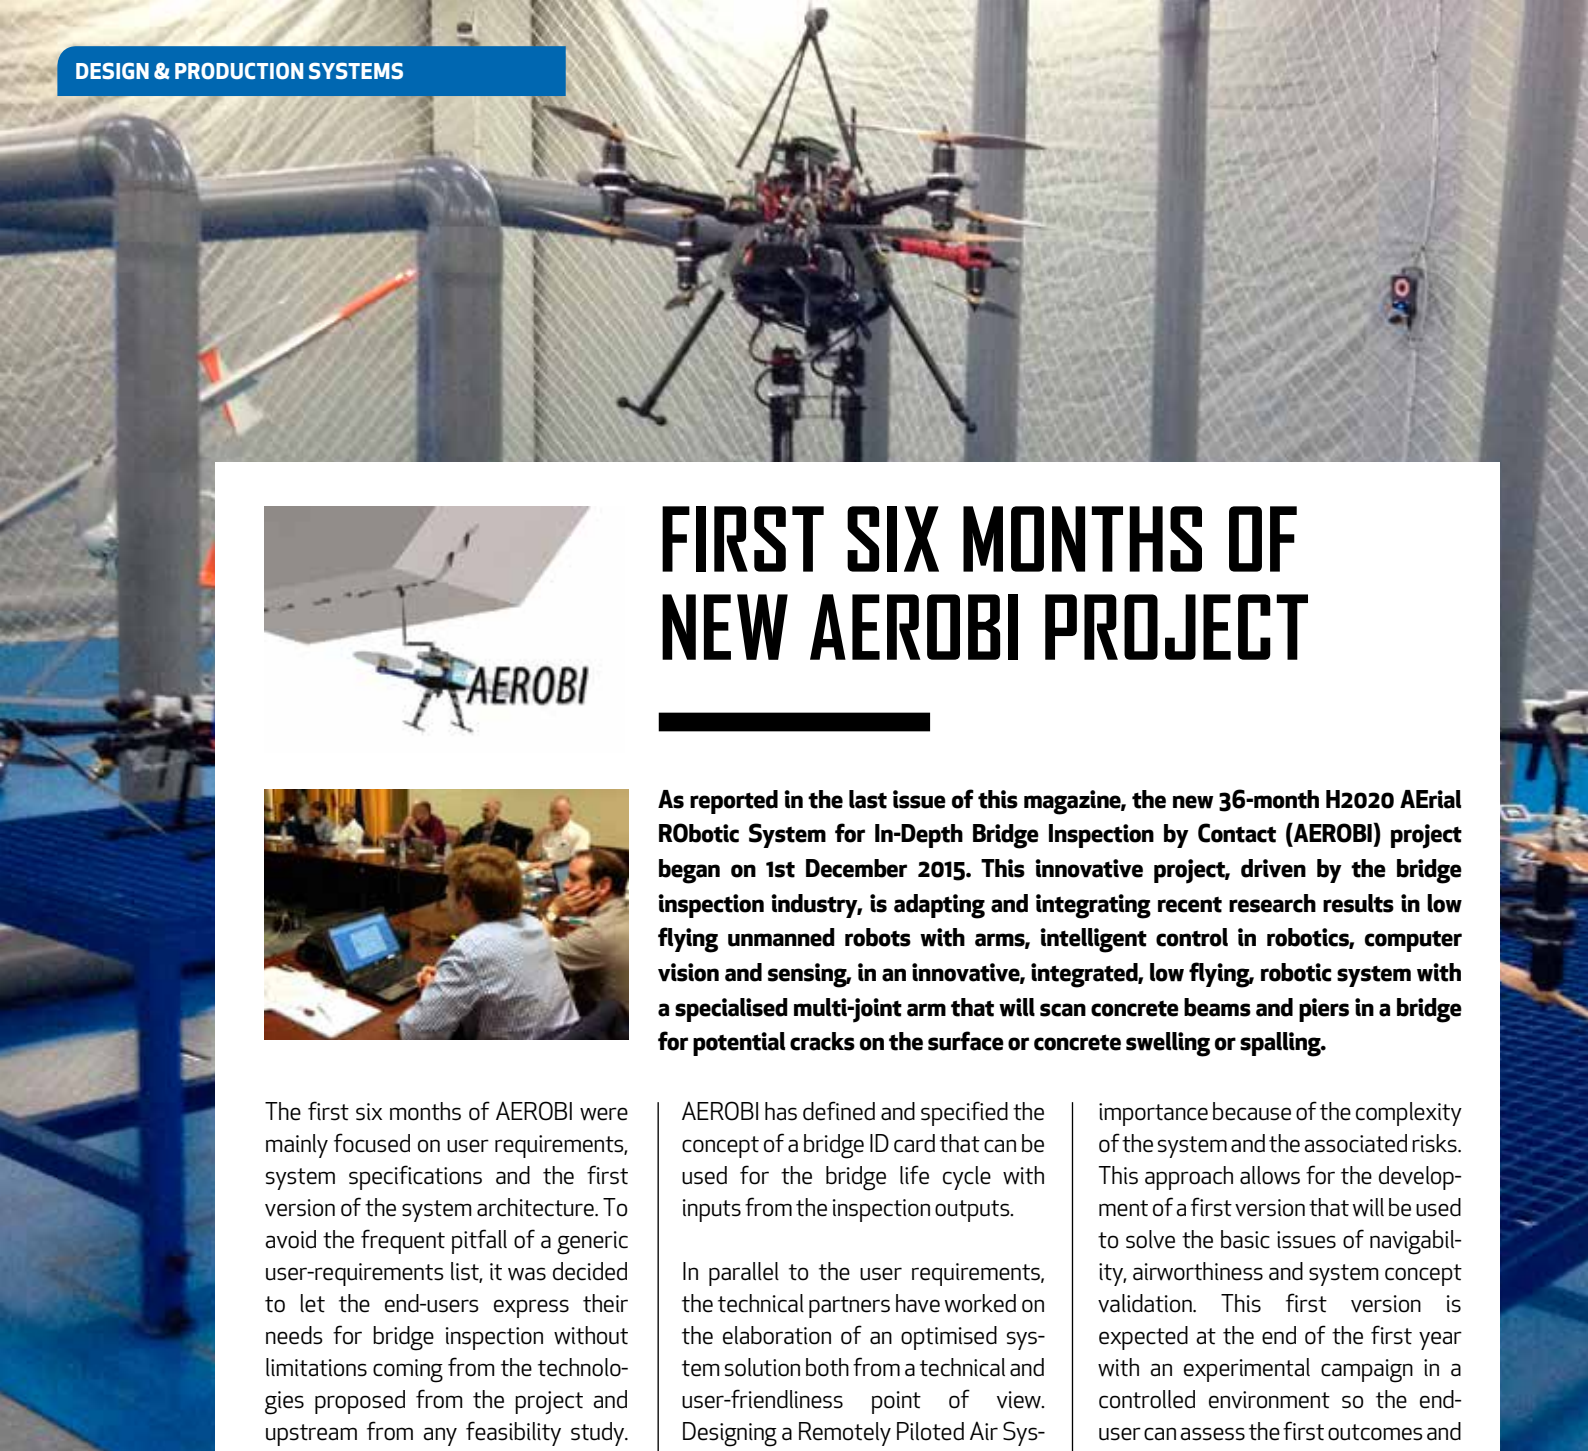 DESIGN & PRODUCTION SYSTEMS
AEROBI
FIRST SIX MONTHS OF
NEW AEROBI PROJECT
As reported in the last issue of this magazine, the new 36-month H2020 AErial
RObotic System for In-Depth Bridge Inspection by Contact (AEROBI) project
began on 1st December 2015. This innovative project, driven by the bridge
inspection industry, is adapting and integrating recent research results in low
flying unmanned robots with arms, intelligent control in robotics, computer
vision and sensing, in an innovative, integrated, low flying, robotic system with
a specialised multi-joint arm that will scan concrete beams and piers in a bridge
for potential cracks on the surface or concrete swelling or spalling.
The first six months of AEROBI were
mainly focused on user requirements,
system specifications and the first
version of the system architecture. To
avoid the frequent pitfall of a generic
user-requirements list, it was decided
to let the end-users express their
needs for bridge inspection without
limitations coming from the technolo-
gies proposed from the project and
upstream from any feasibility study.
AEROBI has defined and specified the
concept of a bridge ID card that can be
used for the bridge life cycle with
inputs from the inspection outputs.
In parallel to the user requirements,
the technical partners have worked on
the elaboration of an optimised sys-
tem solution both from a technical and
user-friendliness point of view.
Designing a Remotely Piloted Air Sys-
importance because of the complexity
of the system and the associated risks.
This approach allows for the develop-
ment of a first version that will be used
to solve the basic issues of navigabil-
ity, airworthiness and system concept
validation. This first version is
expected at the end of the first year
with an experimental campaign in a
controlled environment so the end-
user can assess the first outcomes and